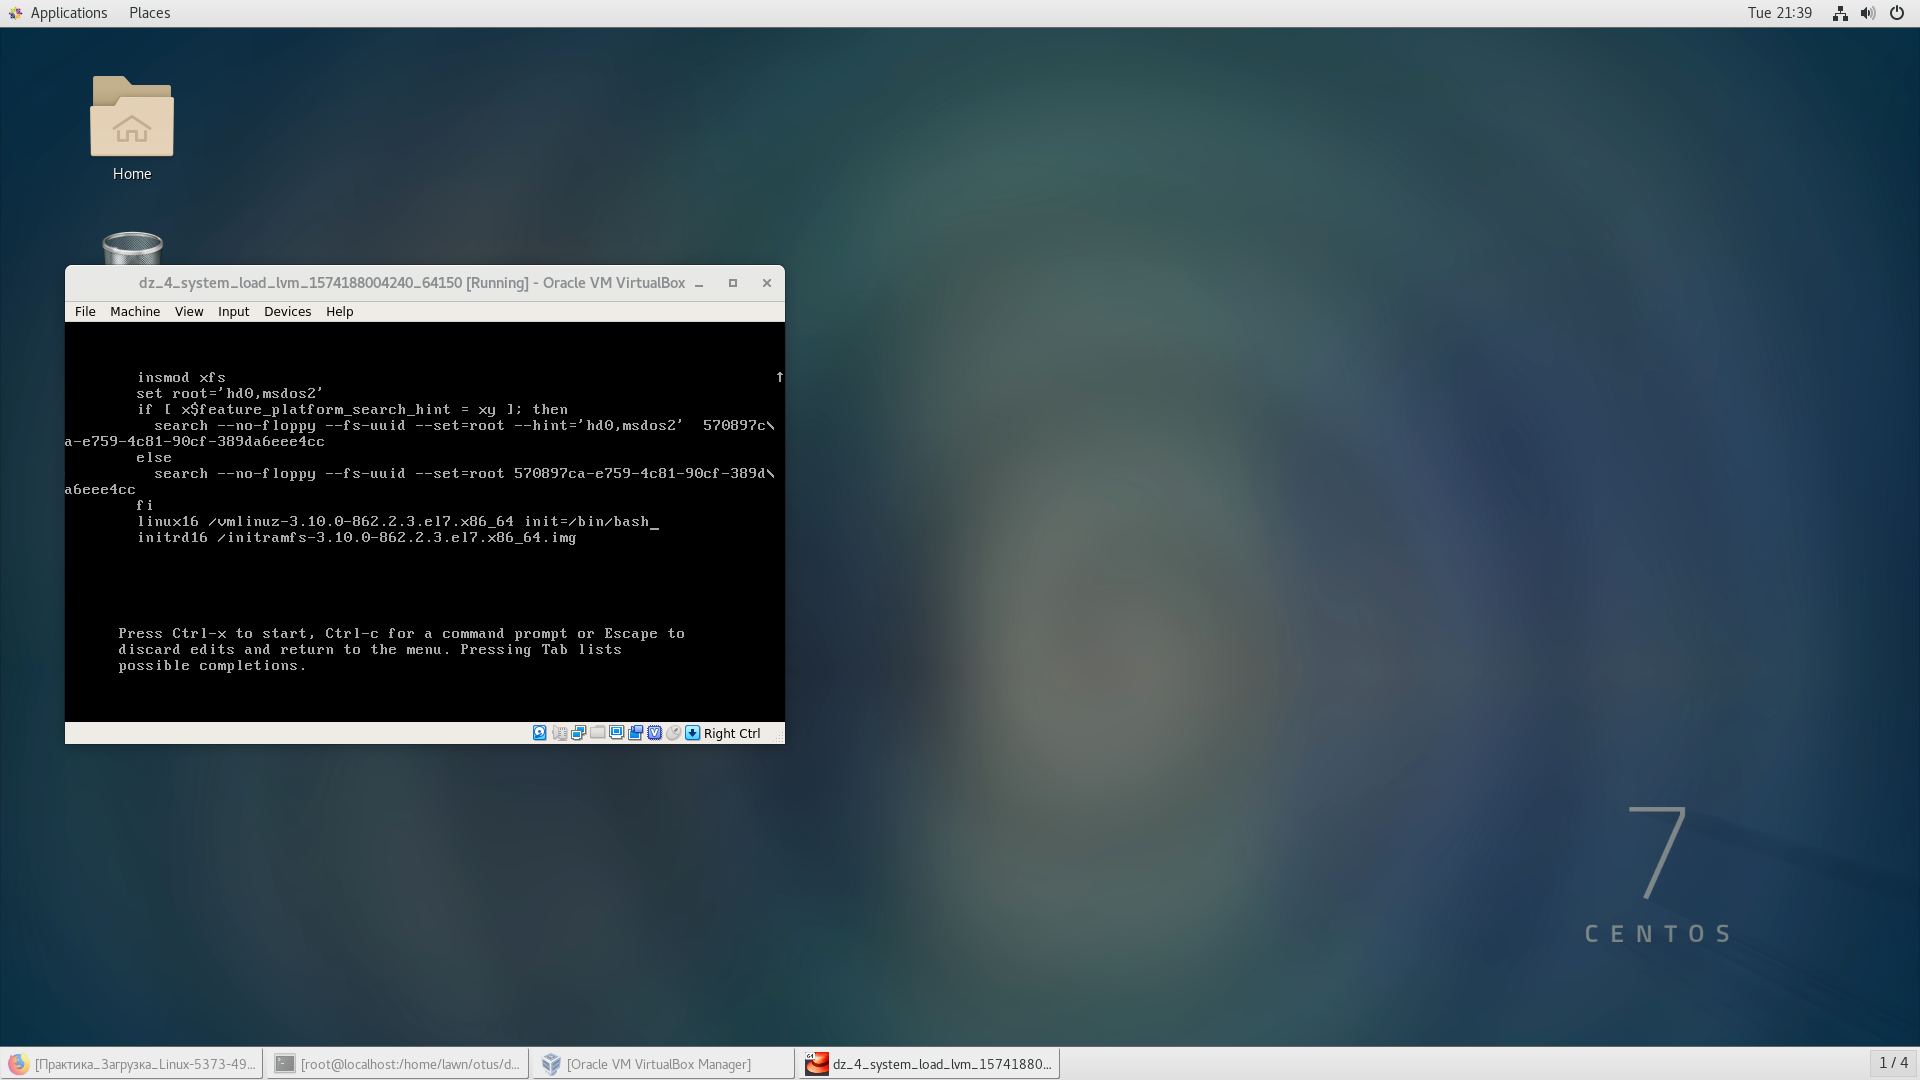 Applications Places Tue 21:39
Home
dz_4_system_load_lvm_1574188004240_64150 [Running] - Oracle VM VirtualBox
File Machine View Input Devices Help
insmod xfs ↑
set root='hd0,msdos2'
if [ x$feature_platform_search_hint = xy ]; then
search --no-floppy --fs-uuid --set=root --hint='hd0,msdos2'  570897c\
a-e759-4c81-90cf-389da6eee4cc
else
search --no-floppy --fs-uuid --set=root 570897ca-e759-4c81-90cf-389d\
a6eee4cc
fi
linux16 /vmlinuz-3.10.0-862.2.3.el7.x86_64 init=/bin/bash_
initrd16 /initramfs-3.10.0-862.2.3.el7.x86_64.img
Press Ctrl-x to start, Ctrl-c for a command prompt or Escape to
discard edits and return to the menu. Pressing Tab lists
possible completions.
Right Ctrl
7
CENTOS
[Практика_Загрузка_Linux-5373-49... [root@localhost:/home/lawn/otus/d... [Oracle VM VirtualBox Manager] dz_4_system_load_lvm_15741880... 1 / 4